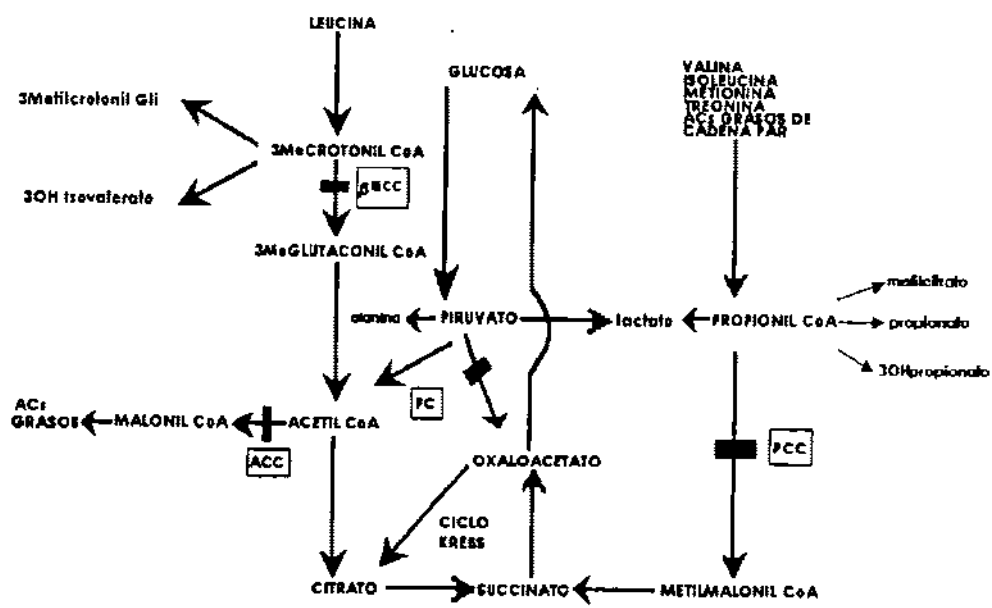 LEUCINA
GLUCOSA
VALINA
ISOLEUCINA
METIONINA
TREONINA
ACs GRASOS DE
CADENA PAR
3Metilcrotonil Gli
3MeCROTONIL CoA
3OH Isovalerato
βMCC
3MeGLUTACONIL CoA
metilcitrato
alanina
PIRUVATO
lactato
PROPIONIL CoA
propionato
3OHpropionato
PC
ACs
GRASOS
MALONIL CoA
ACETIL CoA
ACC
OXALOACETATO
PCC
CICLO
KREBS
CITRATO
SUCCINATO
METILMALONIL CoA